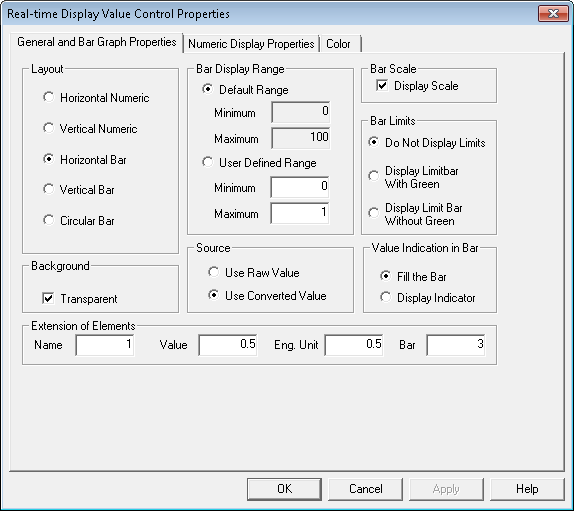 Real-time Display Value Control Properties
General and Bar Graph Properties
Numeric Display Properties
Color
Layout
Horizontal Numeric
Vertical Numeric
Horizontal Bar
Vertical Bar
Circular Bar
Bar Display Range
Default Range
Minimum 0
Maximum 100
User Defined Range
Minimum 0
Maximum 1
Bar Scale
Display Scale
Bar Limits
Do Not Display Limits
Display Limitbar
With Green
Display Limit Bar
Without Green
Background
Transparent
Source
Use Raw Value
Use Converted Value
Value Indication in Bar
Fill the Bar
Display Indicator
Extension of Elements
Name 1 Value 0.5 Eng. Unit 0.5 Bar 3
OK Cancel Apply Help